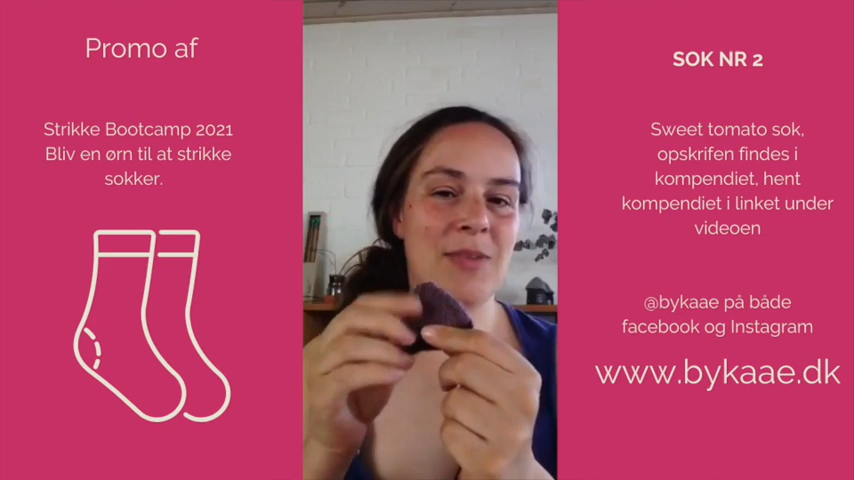 Promo af
Strikke Bootcamp 2021
Bliv en ørn til at strikke
sokker.
SOK NR 2
Sweet tomato sok,
opskrifen findes i
kompendiet, hent
kompendiet i linket under
videoen
@bykaae på både
facebook og Instagram
www.bykaae.dk